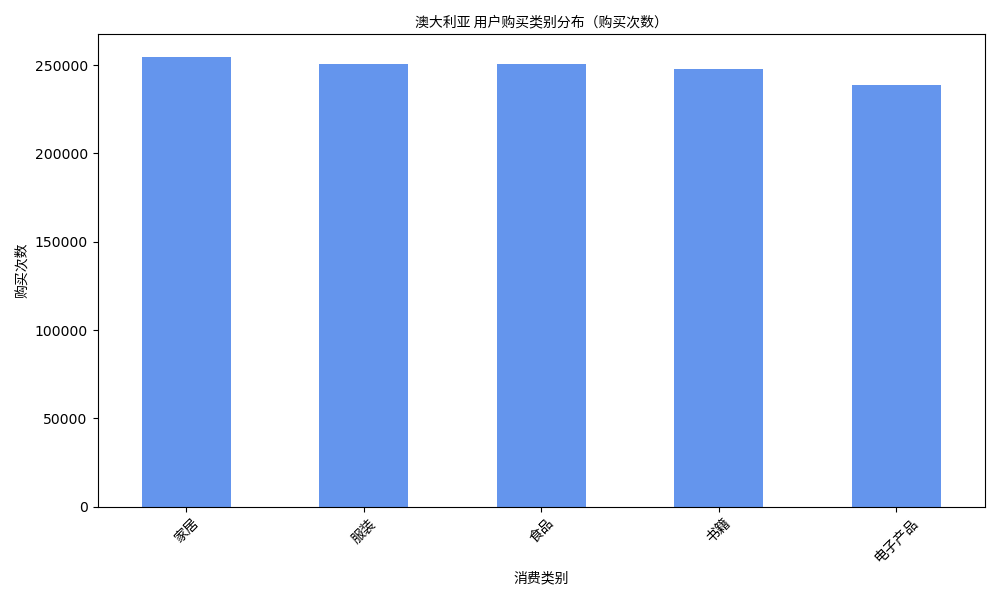 澳大利亚 用户购买类别分布（购买次数）
250000
200000
150000
100000
50000
0
购买次数
家居
服装
食品
书籍
电子产品
消费类别